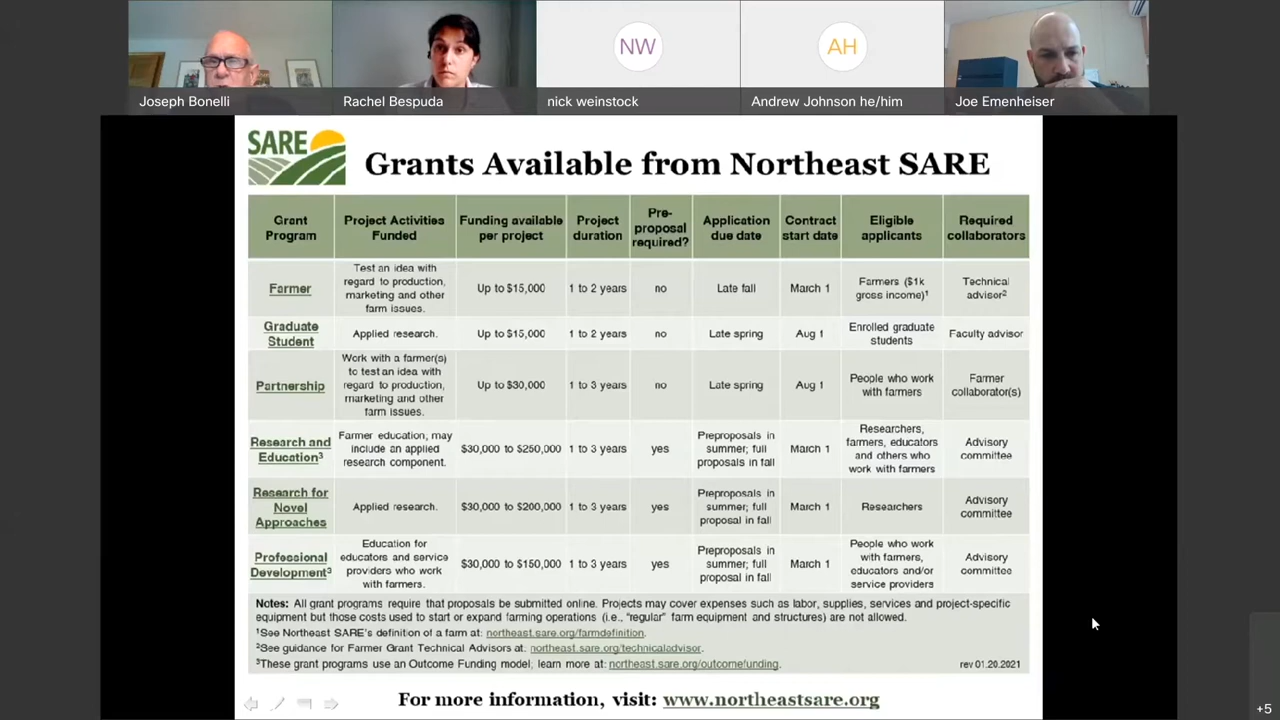 NW
AH
Joseph Bonelli
Rachel Bespuda
nick weinstock
Andrew Johnson he/him
Joe Emenheiser
SARE
Grants Available from Northeast SARE
Grant
Program
Project Activities
Funded
Funding available
per project
Project
duration
Pre-
proposal
required?
Application
due date
Contract
start date
Eligible
applicants
Required
collaborators
Farmer
Test an idea with
regard to production,
marketing and other
farm issues.
Up to $15,000
1 to 2 years
no
Late fall
March 1
Farmers ($1k
gross income)¹
Technical
advisor²
Graduate
Student
Applied research.
Up to $15,000
1 to 2 years
no
Late spring
Aug 1
Enrolled graduate
students
Faculty advisor
Partnership
Work with a farmer(s)
to test an idea with
regard to production,
marketing and other
farm issues.
Up to $30,000
1 to 3 years
no
Late spring
Aug 1
People who work
with farmers
Farmer
collaborator(s)
Research and
Education³
Farmer education, may
include an applied
research component.
$30,000 to $250,000
1 to 3 years
yes
Preproposals in
summer; full
proposals in fall
March 1
Researchers,
farmers, educators
and others who
work with farmers
Advisory
committee
Research for
Novel
Approaches
Applied research.
$30,000 to $200,000
1 to 3 years
yes
Preproposals in
summer; full
proposal in fall
March 1
Researchers
Advisory
committee
Professional
Development³
Education for
educators and service
providers who work
with farmers.
$30,000 to $150,000
1 to 3 years
yes
Preproposals in
summer; full
proposal in fall
March 1
People who work
with farmers,
educators and/or
service providers
Advisory
committee
Notes: All grant programs require that proposals be submitted online. Projects may cover expenses such as labor, supplies, services and project-specific
equipment but those costs used to start or expand farming operations (i.e., “regular” farm equipment and structures) are not allowed.
¹See Northeast SARE’s definition of a farm at: northeast.sare.org/farmdefinition.
²See guidance for Farmer Grant Technical Advisors at: northeast.sare.org/technicaladvisor.
³These grant programs use an Outcome Funding model; learn more at: northeast.sare.org/outcomefunding.
rev 01.20.2021
For more information, visit: www.northeastsare.org
+5